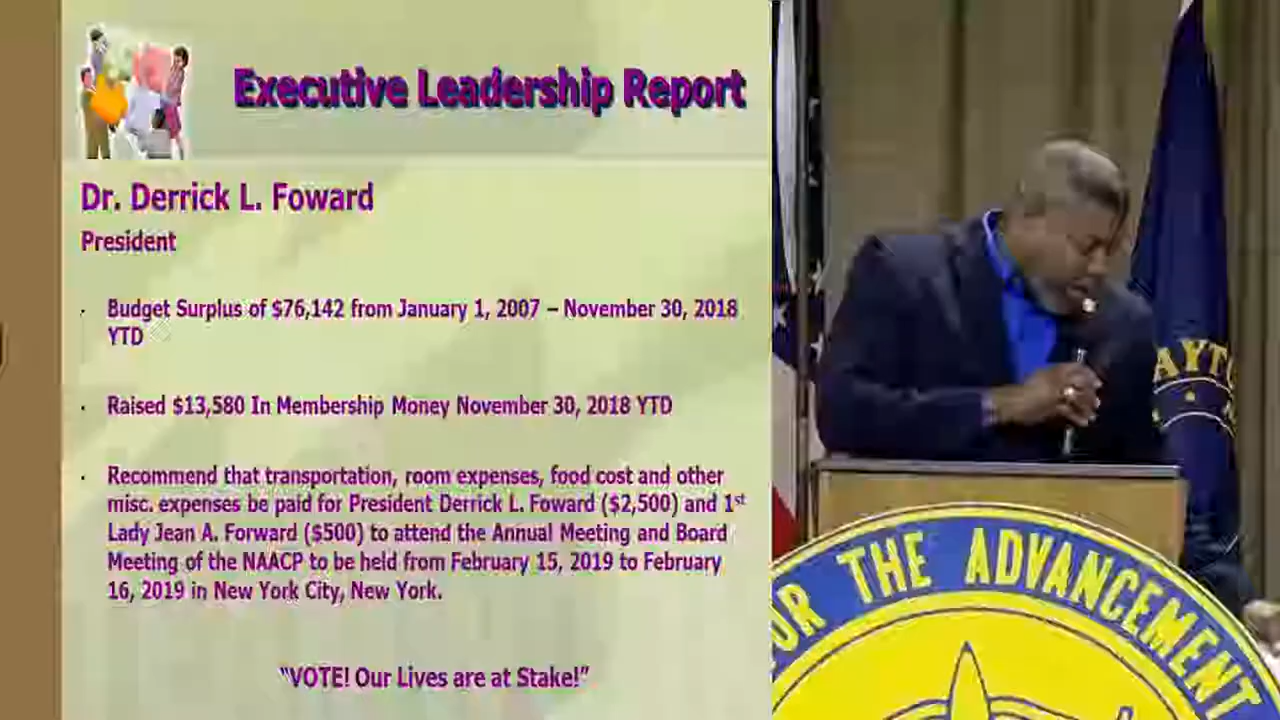 Executive Leadership Report
Dr. Derrick L. Foward
President
· Budget Surplus of $76,142 from January 1, 2007 – November 30, 2018
YTD
· Raised $13,580 In Membership Money November 30, 2018 YTD
· Recommend that transportation, room expenses, food cost and other
misc. expenses be paid for President Derrick L. Foward ($2,500) and 1st
Lady Jean A. Forward ($500) to attend the Annual Meeting and Board
Meeting of the NAACP to be held from February 15, 2019 to February
16, 2019 in New York City, New York.
“VOTE! Our Lives are at Stake!”
AYT
OR THE ADVANCEMENT